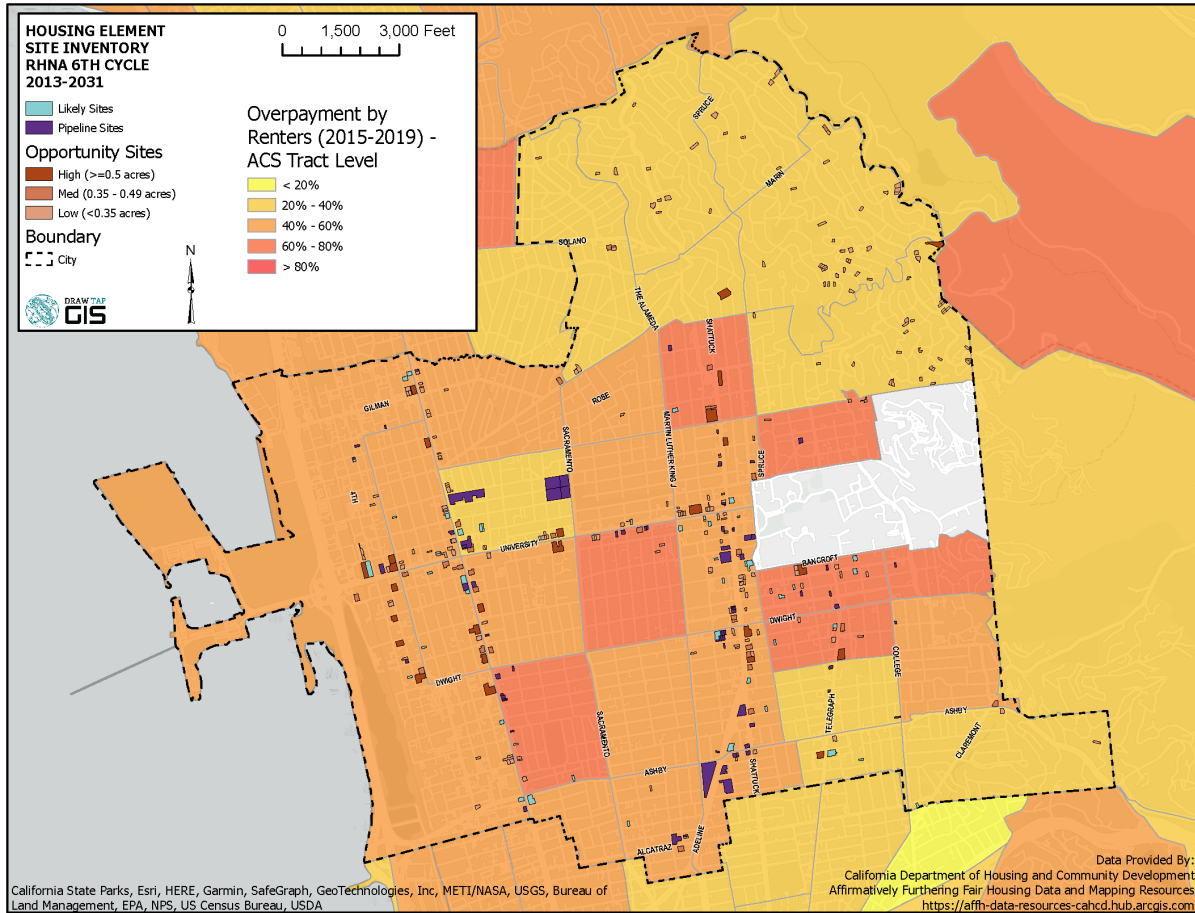 HOUSING ELEMENT
SITE INVENTORY
RHNA 6TH CYCLE
2013-2031
Likely Sites
Pipeline Sites
Opportunity Sites
High (>=0.5 acres)
Med (0.35 - 0.49 acres)
Low (<0.35 acres)
Boundary
City
DRAW TAP
GIS
0 1,500 3,000 Feet
Overpayment by
Renters (2015-2019) -
ACS Tract Level
< 20%
20% - 40%
40% - 60%
60% - 80%
> 80%
N
SPRUCE
MARIN
SOLANO
THE ALAMEDA
SHATTUCK
GILMAN
ROSE
SACRAMENTO
MARTIN LUTHER KING J
SPRUCE
4TH
UNIVERSITY
BANCROFT
DWIGHT
COLLEGE
DWIGHT
SACRAMENTO
TELEGRAPH
ASHBY
CLAREMONT
ASHBY
SHATTUCK
ADELINE
ALCATRAZ
California State Parks, Esri, HERE, Garmin, SafeGraph, GeoTechnologies, Inc, METI/NASA, USGS, Bureau of
Land Management, EPA, NPS, US Census Bureau, USDA
Data Provided By:
California Department of Housing and Community Development
Affirmatively Furthering Fair Housing Data and Mapping Resources
https://affh-data-resources-cahcd.hub.arcgis.com